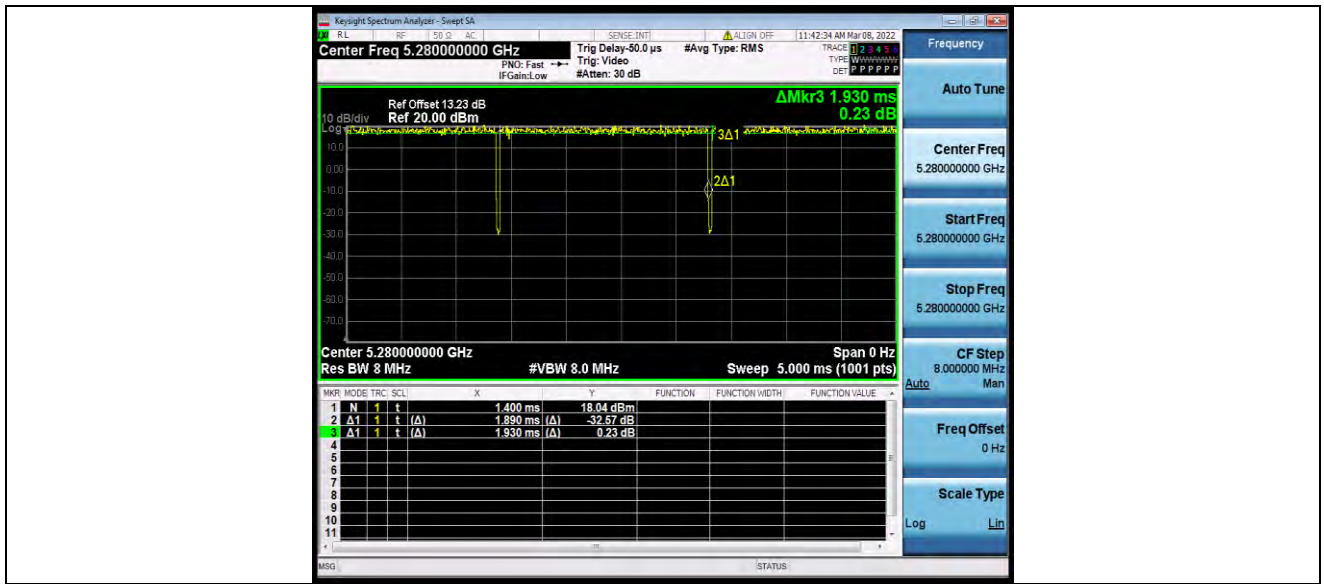 Keysight Spectrum Analyzer - Swept SA
RL RF 50 Ω AC SENSE:INT ALIGN OFF 11:42:34 AM Mar 08, 2022
Center Freq 5.280000000 GHz
PNO: Fast
IFGain:Low
Trig Delay-50.0 µs
Trig: Video
#Atten: 30 dB
#Avg Type: RMS
TRACE 1 2 3 4 5 6
TYPE WWWWWW
DET P P P P P P
ΔMkr3 1.930 ms
0.23 dB
Ref Offset 13.23 dB
10 dB/div Ref 20.00 dBm
Log
10.0
0.00
-10.0
-20.0
-30.0
-40.0
-50.0
-60.0
-70.0
1
3Δ1
2Δ1
Center 5.280000000 GHz Span 0 Hz
Res BW 8 MHz #VBW 8.0 MHz Sweep 5.000 ms (1001 pts)
MKR MODE TRC SCL X Y FUNCTION FUNCTION WIDTH FUNCTION VALUE
1 N 1 t 1.400 ms 18.04 dBm
2 Δ1 1 t (Δ) 1.890 ms (Δ) -32.57 dB
3 Δ1 1 t (Δ) 1.930 ms (Δ) 0.23 dB
4
5
6
7
8
9
10
11
MSG STATUS
Frequency
Auto Tune
Center Freq
5.280000000 GHz
Start Freq
5.280000000 GHz
Stop Freq
5.280000000 GHz
CF Step
8.000000 MHz
Auto Man
Freq Offset
0 Hz
Scale Type
Log Lin